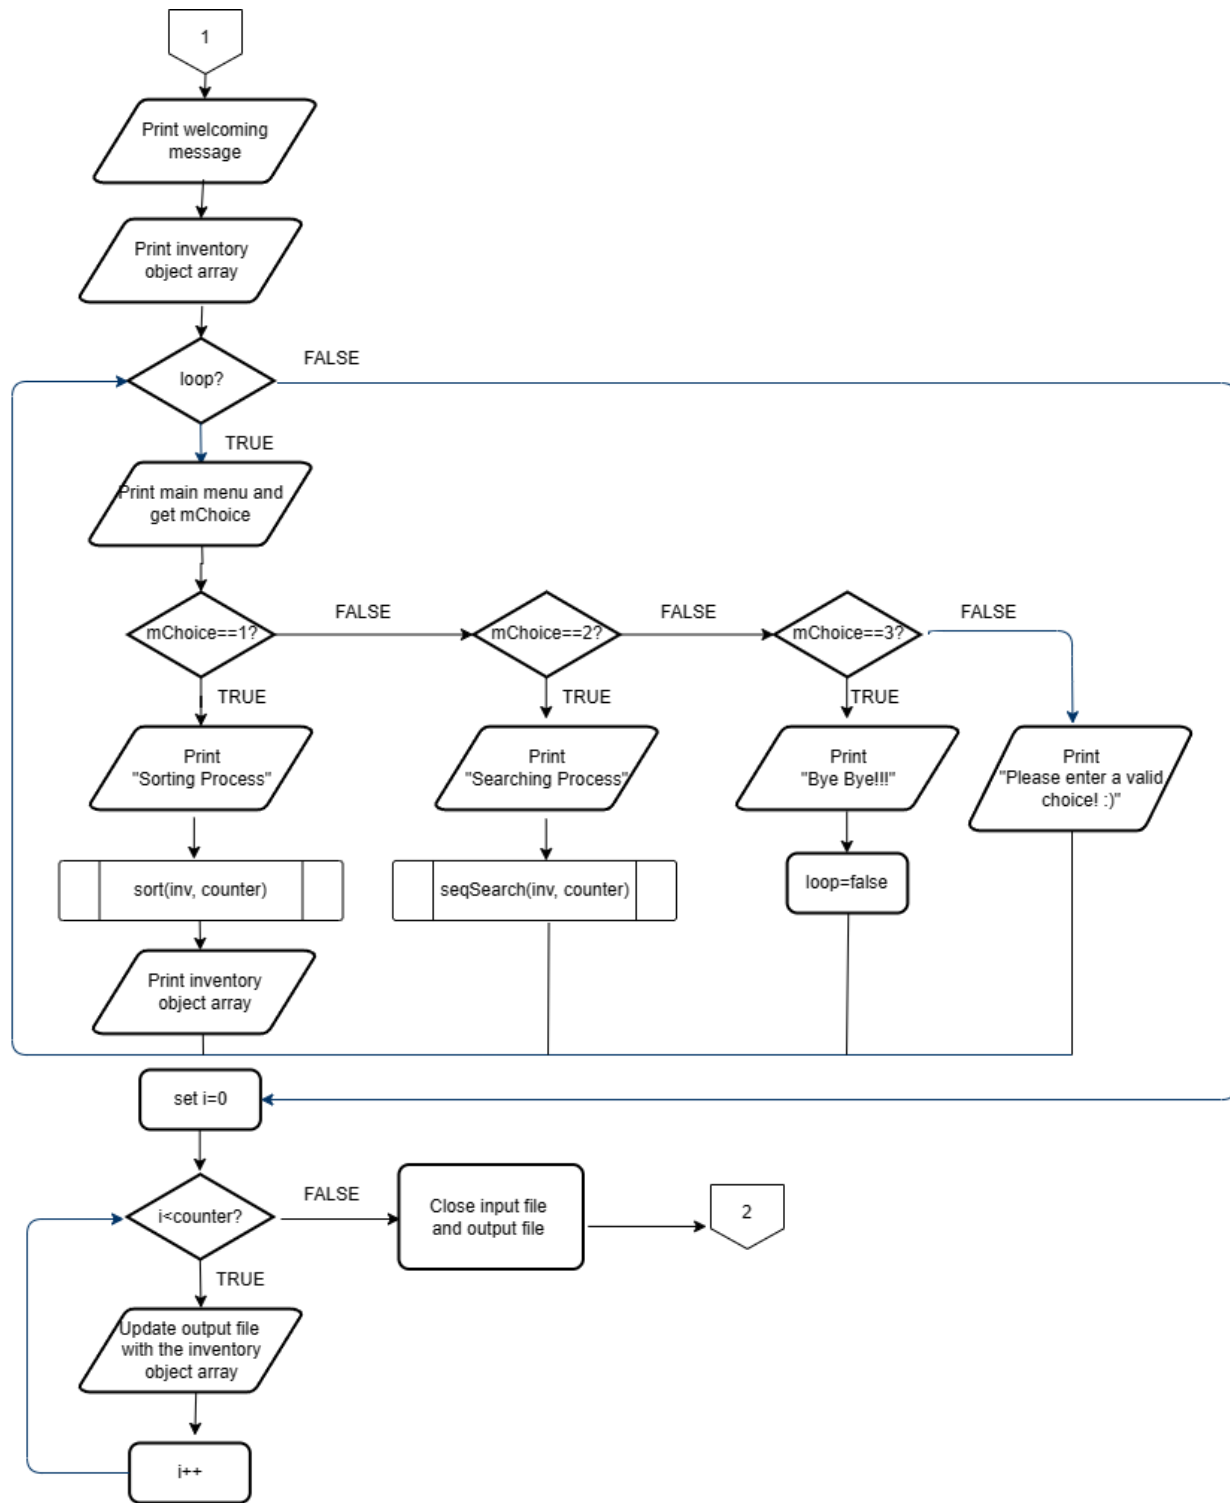 1
Print welcoming
message
Print inventory
object array
loop?
FALSE
TRUE
Print main menu and
get mChoice
mChoice==1?
FALSE
mChoice==2?
FALSE
mChoice==3?
FALSE
TRUE
TRUE
TRUE
Print
"Sorting Process"
Print
"Searching Process"
Print
"Bye Bye!!!"
Print
"Please enter a valid
choice! :)"
sort(inv, counter)
seqSearch(inv, counter)
loop=false
Print inventory
object array
set i=0
i<counter?
FALSE
Close input file
and output file
2
TRUE
Update output file
with the inventory
object array
i++